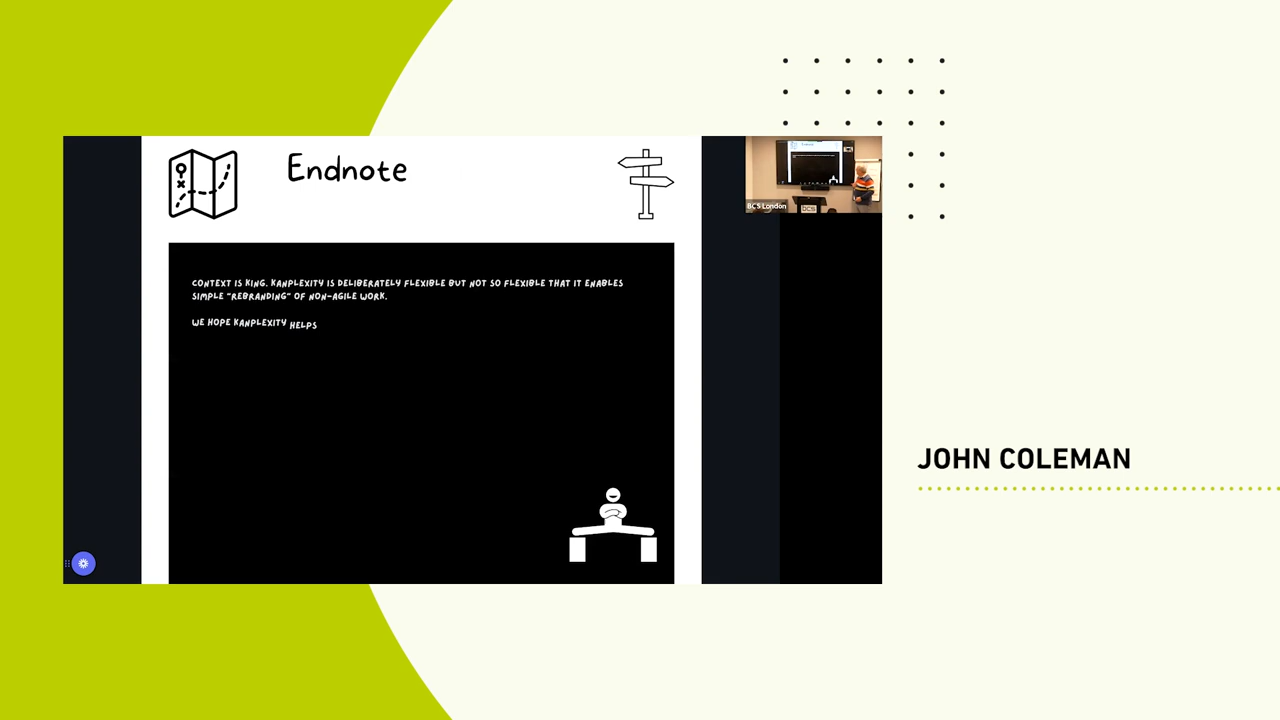 Endnote
BCS London
CONTEXT IS KING. KANPLEXITY IS DELIBERATELY FLEXIBLE BUT NOT SO FLEXIBLE THAT IT ENABLES
SIMPLE "REBRANDING" OF NON-AGILE WORK.
WE HOPE KANPLEXITY HELPS
JOHN COLEMAN